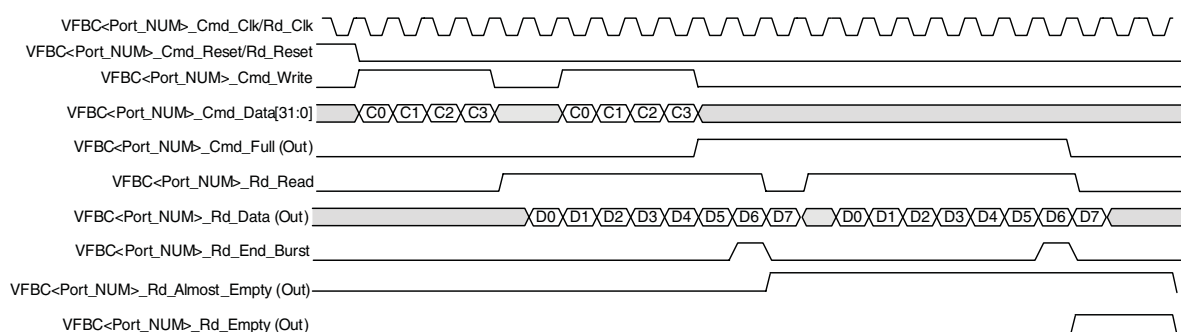 VFBC<Port_NUM>_Cmd_Clk/Rd_Clk
VFBC<Port_NUM>_Cmd_Reset/Rd_Reset
VFBC<Port_NUM>_Cmd_Write
VFBC<Port_NUM>_Cmd_Data[31:0] C0 C1 C2 C3 C0 C1 C2 C3
VFBC<Port_NUM>_Cmd_Full (Out)
VFBC<Port_NUM>_Rd_Read
VFBC<Port_NUM>_Rd_Data (Out) D0 D1 D2 D3 D4 D5 D6 D7 D0 D1 D2 D3 D4 D5 D6 D7
VFBC<Port_NUM>_Rd_End_Burst
VFBC<Port_NUM>_Rd_Almost_Empty (Out)
VFBC<Port_NUM>_Rd_Empty (Out)